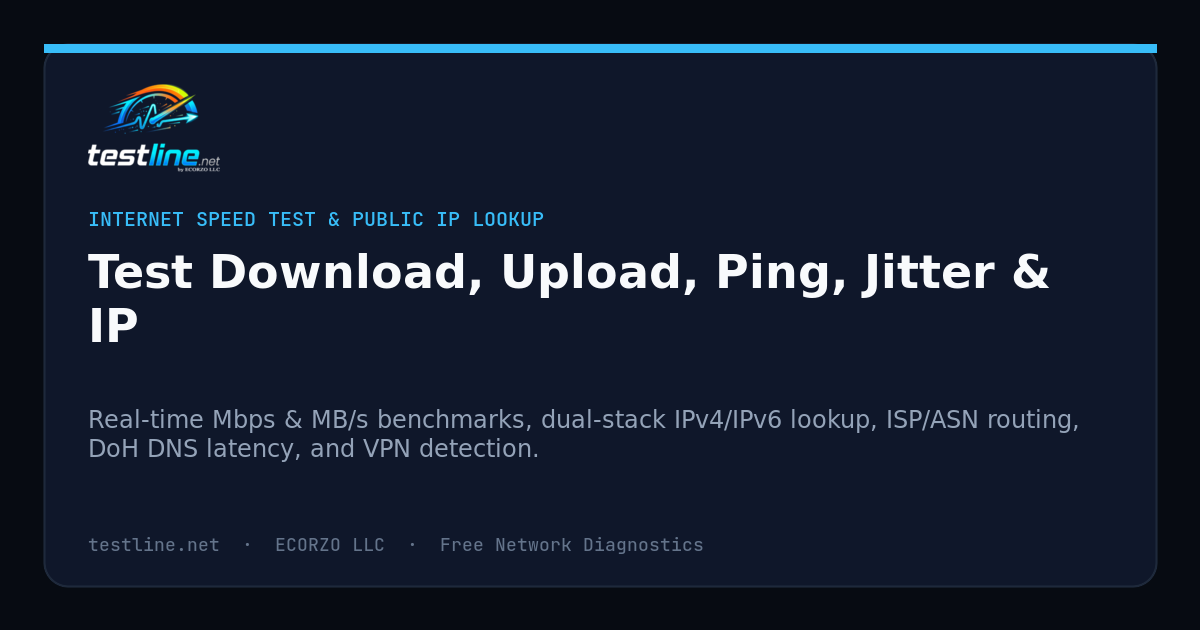 testline.net
by ECORZO LLC
INTERNET SPEED TEST & PUBLIC IP LOOKUP
Test Download, Upload, Ping, Jitter &
IP
Real-time Mbps & MB/s benchmarks, dual-stack IPv4/IPv6 lookup, ISP/ASN routing,
DoH DNS latency, and VPN detection.
testline.net · ECORZO LLC · Free Network Diagnostics